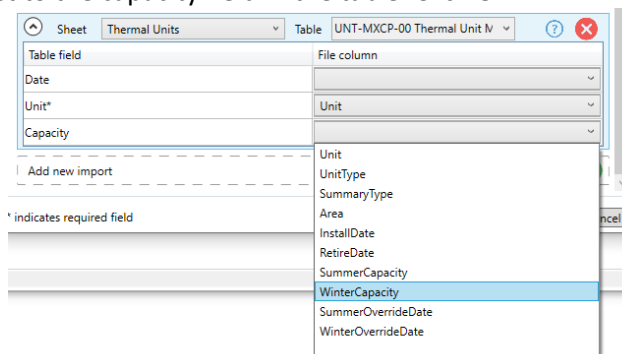 Sheet Thermal Units Table UNT-MXCP-00 Thermal Unit
Table field File column
Date
Unit* Unit
Capacity
Unit
Add new import
UnitType
SummaryType
Area
* indicates required field
InstallDate
RetireDate
SummerCapacity
WinterCapacity
SummerOverrideDate
WinterOverrideDate